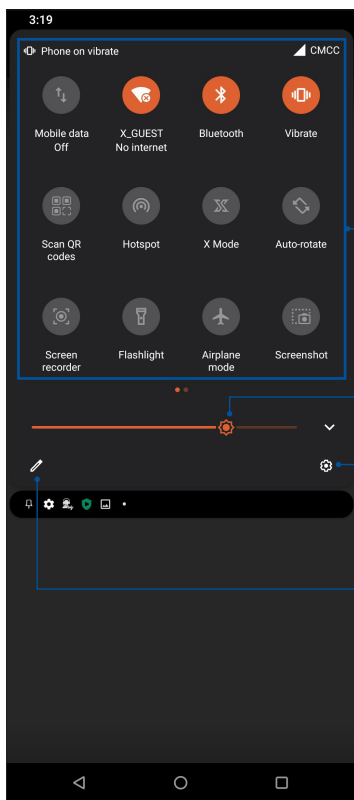 3:19
Phone on vibrate
CMCC
Mobile data
Off
X_GUEST
No internet
Bluetooth
Vibrate
Scan QR
codes
Hotspot
X Mode
Auto-rotate
Screen
recorder
Flashlight
Airplane
mode
Screenshot